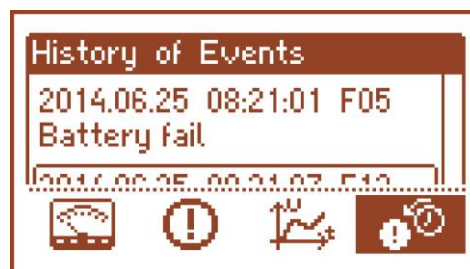 History of Events
2014.06.25 08:21:01 F05
Battery fail
U
t